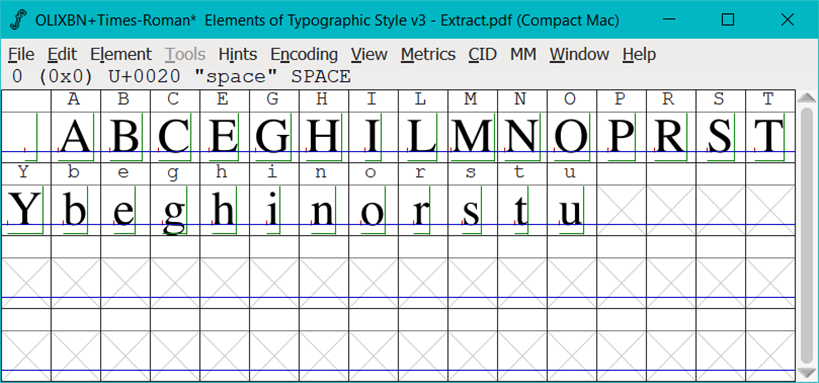 OLIXBN+Times-Roman* Elements of Typographic Style v3 - Extract.pdf (Compact Mac)
File Edit Element Tools Hints Encoding View Metrics CID MM Window Help
0 (0x0) U+0020 "space" SPACE
A B C E G H I L M N O P R S T
A B C E G H I L M N O P R S T
Y b e g h i n o r s t u
Y b e g h i n o r s t u